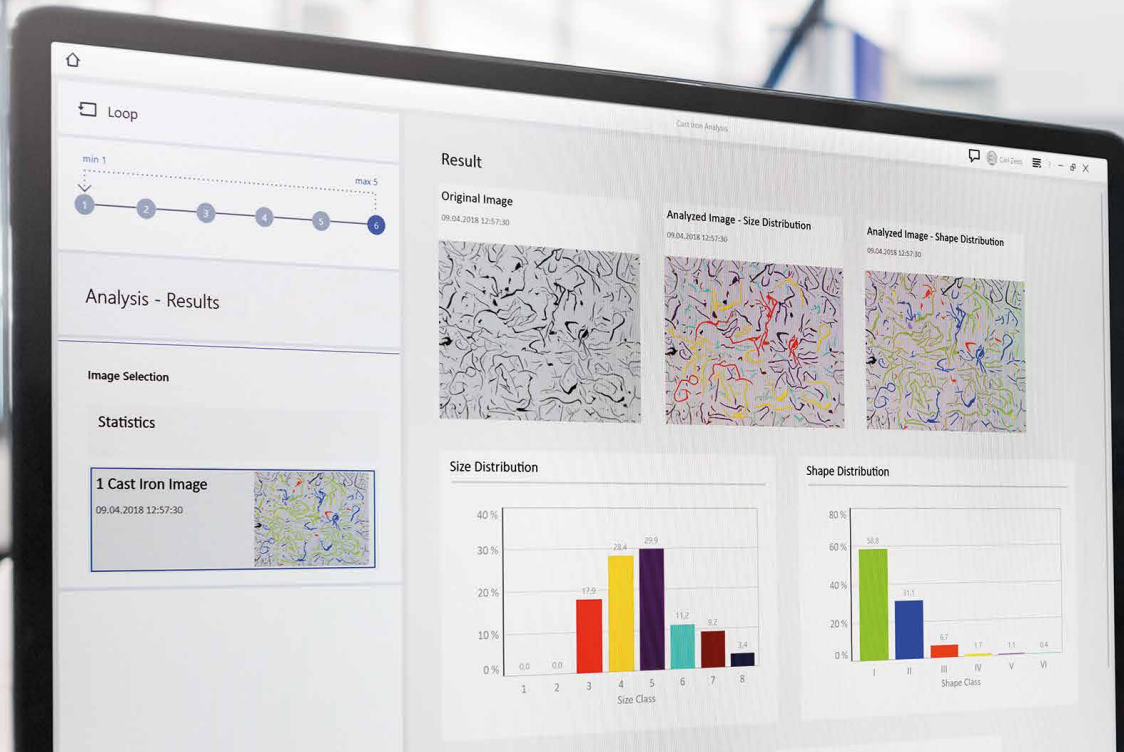 Loop
min 1
max 5
1 2 3 4 5 6
Analysis - Results
Image Selection
Statistics
1 Cast Iron Image
09.04.2018 12:57:30
Cast Iron Analysis
Carl Zeiss
Result
Original Image
09.04.2018 12:57:30
Analyzed Image - Size Distribution
09.04.2018 12:57:30
Analyzed Image - Shape Distribution
09.04.2018 12:57:30
Size Distribution
40 %
30 %
20 %
10 %
0 %
0,0 0,0 17,9 28,4 29,9 11,2 9,2 3,4
1 2 3 4 5 6 7 8
Size Class
Shape Distribution
80 %
60 %
40 %
20 %
0 %
58,8 31,1 6,7 1,7 1,1 0,4
I II III IV V VI
Shape Class